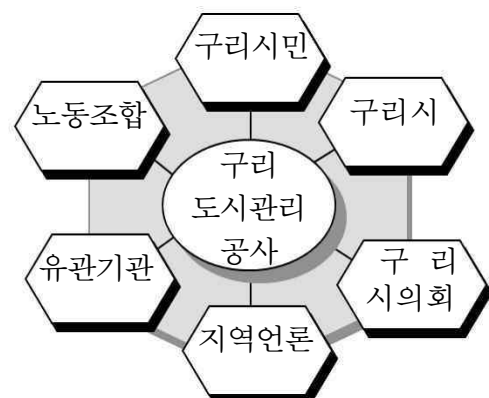 구리시민
노동조합
구리시
구리
도시관리
공사
유관기관
구 리
시의회
지역언론